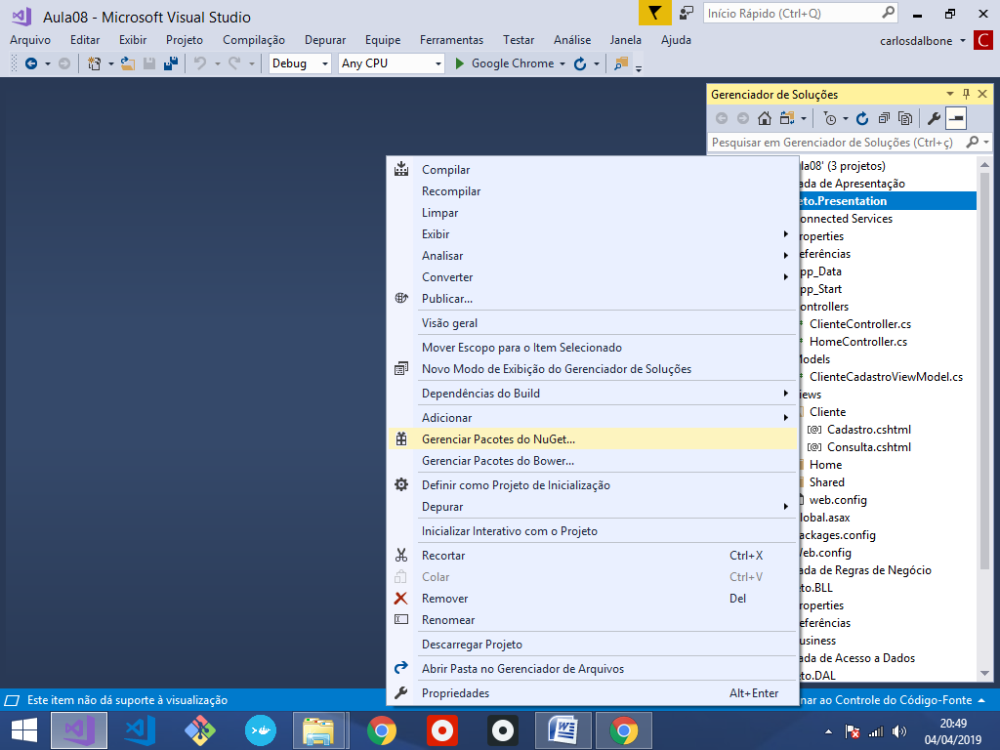 Aula08 - Microsoft Visual Studio
Início Rápido (Ctrl+Q)
Arquivo Editar Exibir Projeto Compilação Depurar Equipe Ferramentas Testar Análise Janela Ajuda
carlosdalbone C
Debug Any CPU Google Chrome
Gerenciador de Soluções
Pesquisar em Gerenciador de Soluções (Ctrl+ç)
ula08' (3 projetos)
ada de Apresentação
eto.Presentation
onnected Services
roperties
eferências
pp_Data
pp_Start
ontrollers
ClienteController.cs
HomeController.cs
Models
ClienteCadastroViewModel.cs
iews
Cliente
[@] Cadastro.cshtml
[@] Consulta.cshtml
Home
Shared
web.config
lobal.asax
ackages.config
Web.config
ada de Regras de Negócio
eto.BLL
roperties
eferências
usiness
ada de Acesso a Dados
eto.DAL
Compilar
Recompilar
Limpar
Exibir
Analisar
Converter
Publicar...
Visão geral
Mover Escopo para o Item Selecionado
Novo Modo de Exibição do Gerenciador de Soluções
Dependências do Build
Adicionar
Gerenciar Pacotes do NuGet...
Gerenciar Pacotes do Bower...
Definir como Projeto de Inicialização
Depurar
Inicializar Interativo com o Projeto
Recortar Ctrl+X
Colar Ctrl+V
Remover Del
Renomear
Descarregar Projeto
Abrir Pasta no Gerenciador de Arquivos
Propriedades Alt+Enter
Este item não dá suporte à visualização
nar ao Controle do Código-Fonte
20:49
04/04/2019